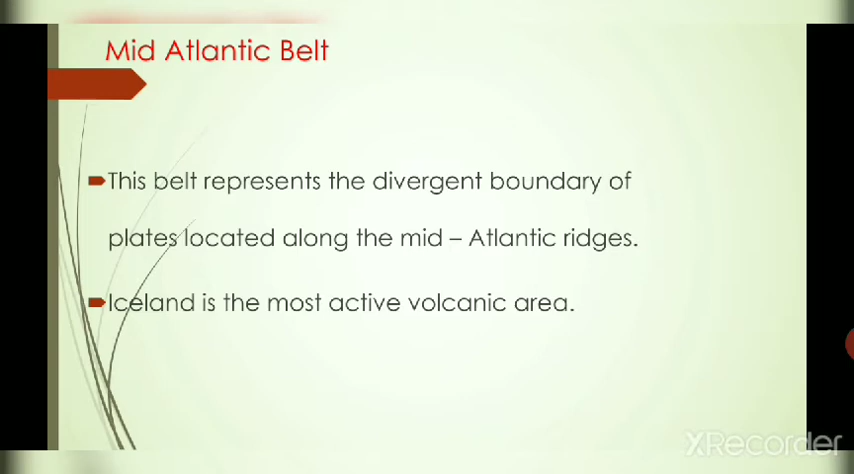 Mid Atlantic Belt
This belt represents the divergent boundary of
plates located along the mid – Atlantic ridges.
Iceland is the most active volcanic area.
XRecorder